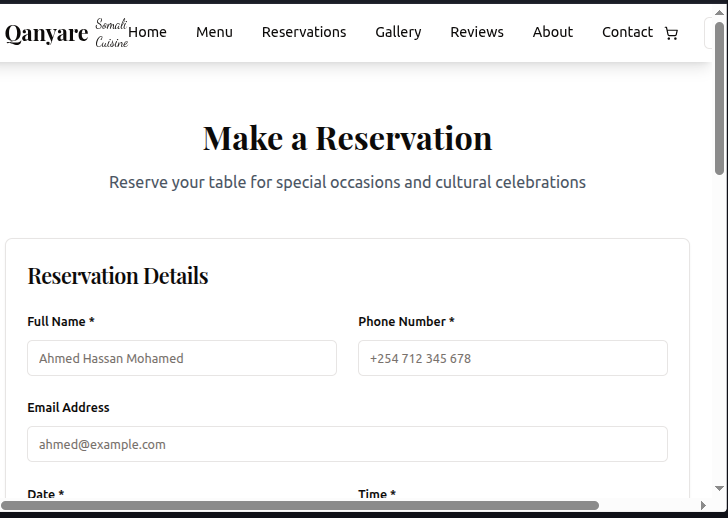 Qanyare Somali Cuisine Home Menu Reservations Gallery Reviews About Contact
Make a Reservation
Reserve your table for special occasions and cultural celebrations
Reservation Details
Full Name * Phone Number *
Ahmed Hassan Mohamed +254 712 345 678
Email Address
ahmed@example.com
Date * Time *